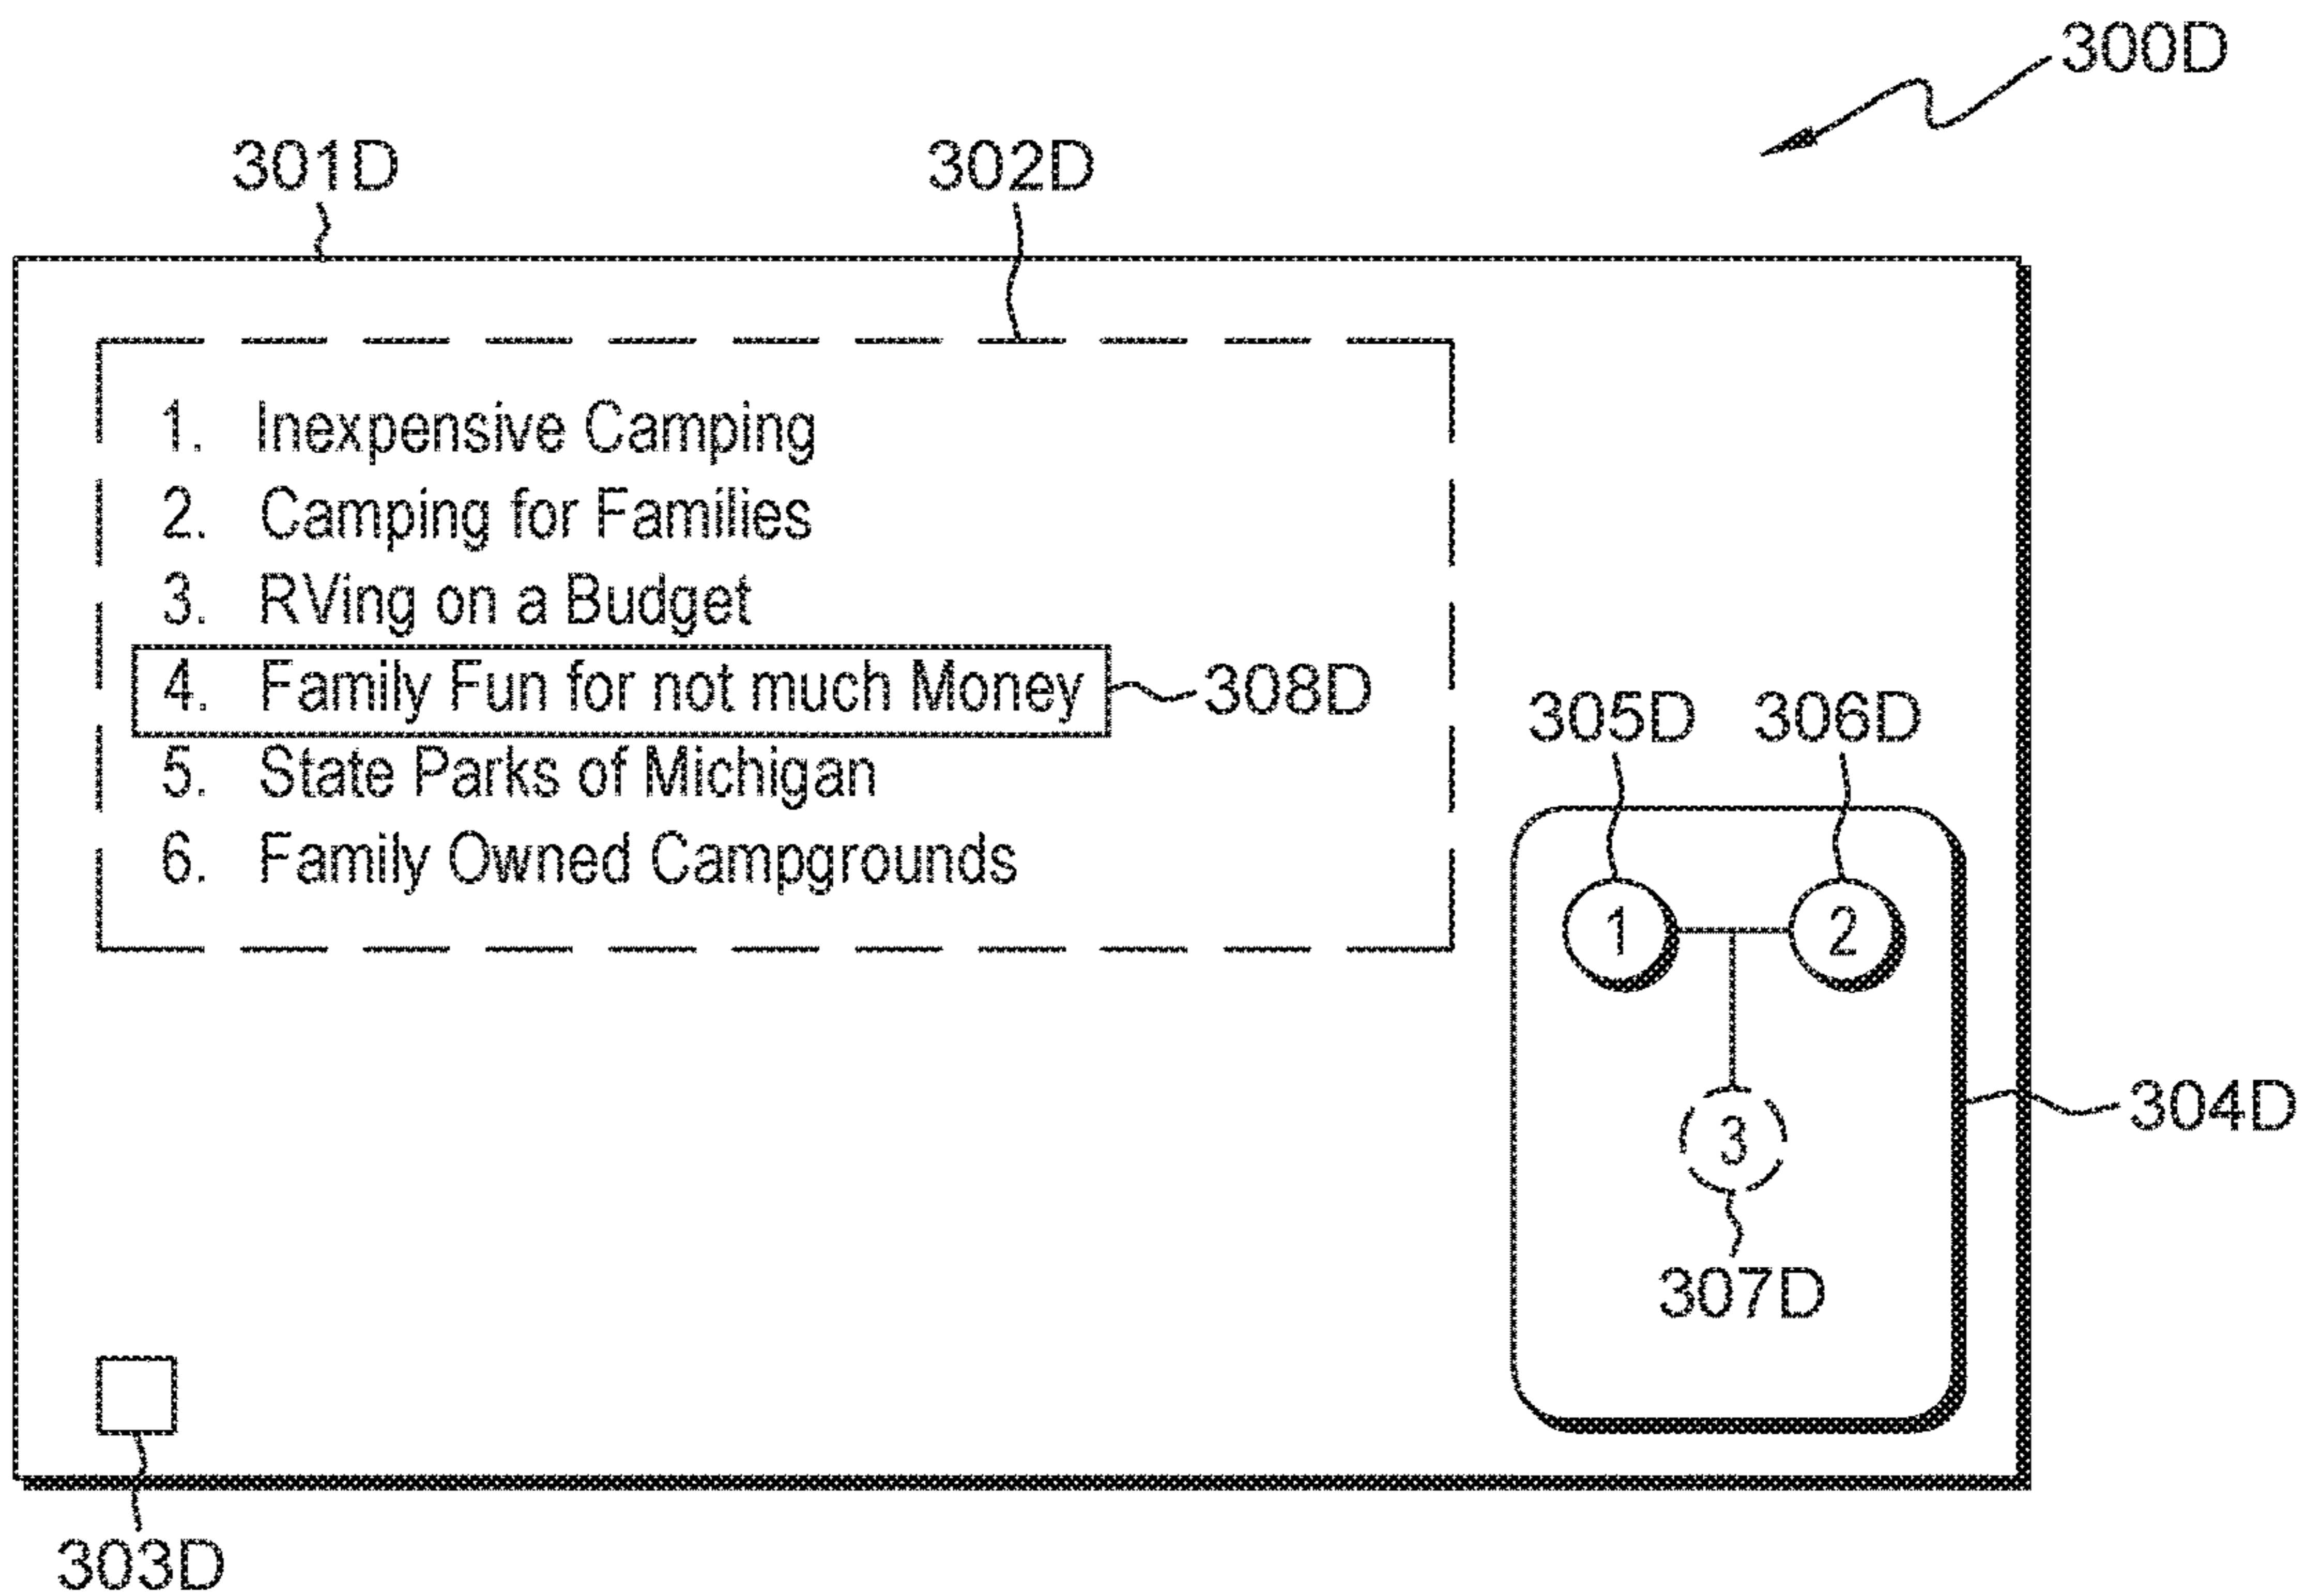 300D
301D 302D
1. Inexpensive Camping
2. Camping for Families
3. RVing on a Budget
4. Family Fun for not much Money 308D
5. State Parks of Michigan
6. Family Owned Campgrounds
305D 306D
1 2
304D
3
307D
303D